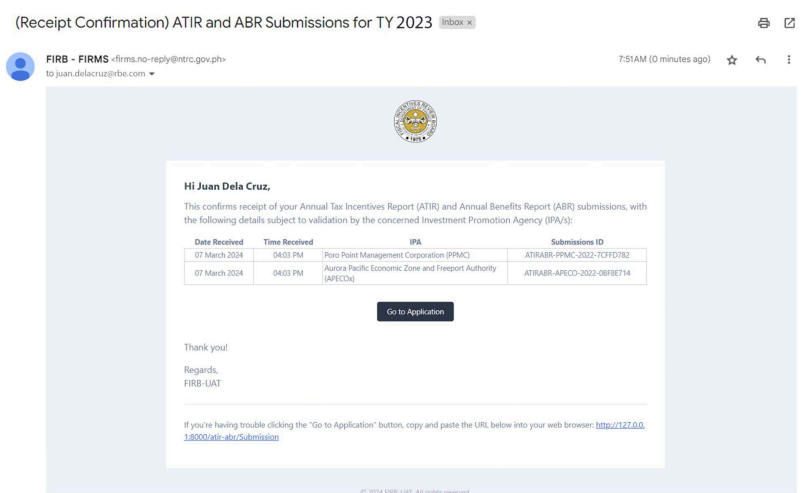 (Receipt Confirmation) ATIR and ABR Submissions for TY 2023 Inbox ×
FIRB - FIRMS <firms.no-reply@ntrc.gov.ph> 7:51 AM (0 minutes ago)
to juan.delacruz@rbe.com
FISCAL INCENTIVES REVIEW BOARD
1975
Hi Juan Dela Cruz,
This confirms receipt of your Annual Tax Incentives Report (ATIR) and Annual Benefits Report (ABR) submissions, with
the following details subject to validation by the concerned Investment Promotion Agency (IPA/s):
Date Received Time Received IPA Submissions ID
07 March 2024 04:03 PM Poro Point Management Corporation (PPMC) ATIRABR-PPMC-2022-7CFFD782
07 March 2024 04:03 PM Aurora Pacific Economic Zone and Freeport Authority
(APECOx) ATIRABR-APECO-2022-0BF8E714
Go to Application
Thank you!
Regards,
FIRB-UAT
If you're having trouble clicking the "Go to Application" button, copy and paste the URL below into your web browser: http://127.0.0.
1:8000/atir-abr/Submission
© 2024 FIRB-UAT. All rights reserved.